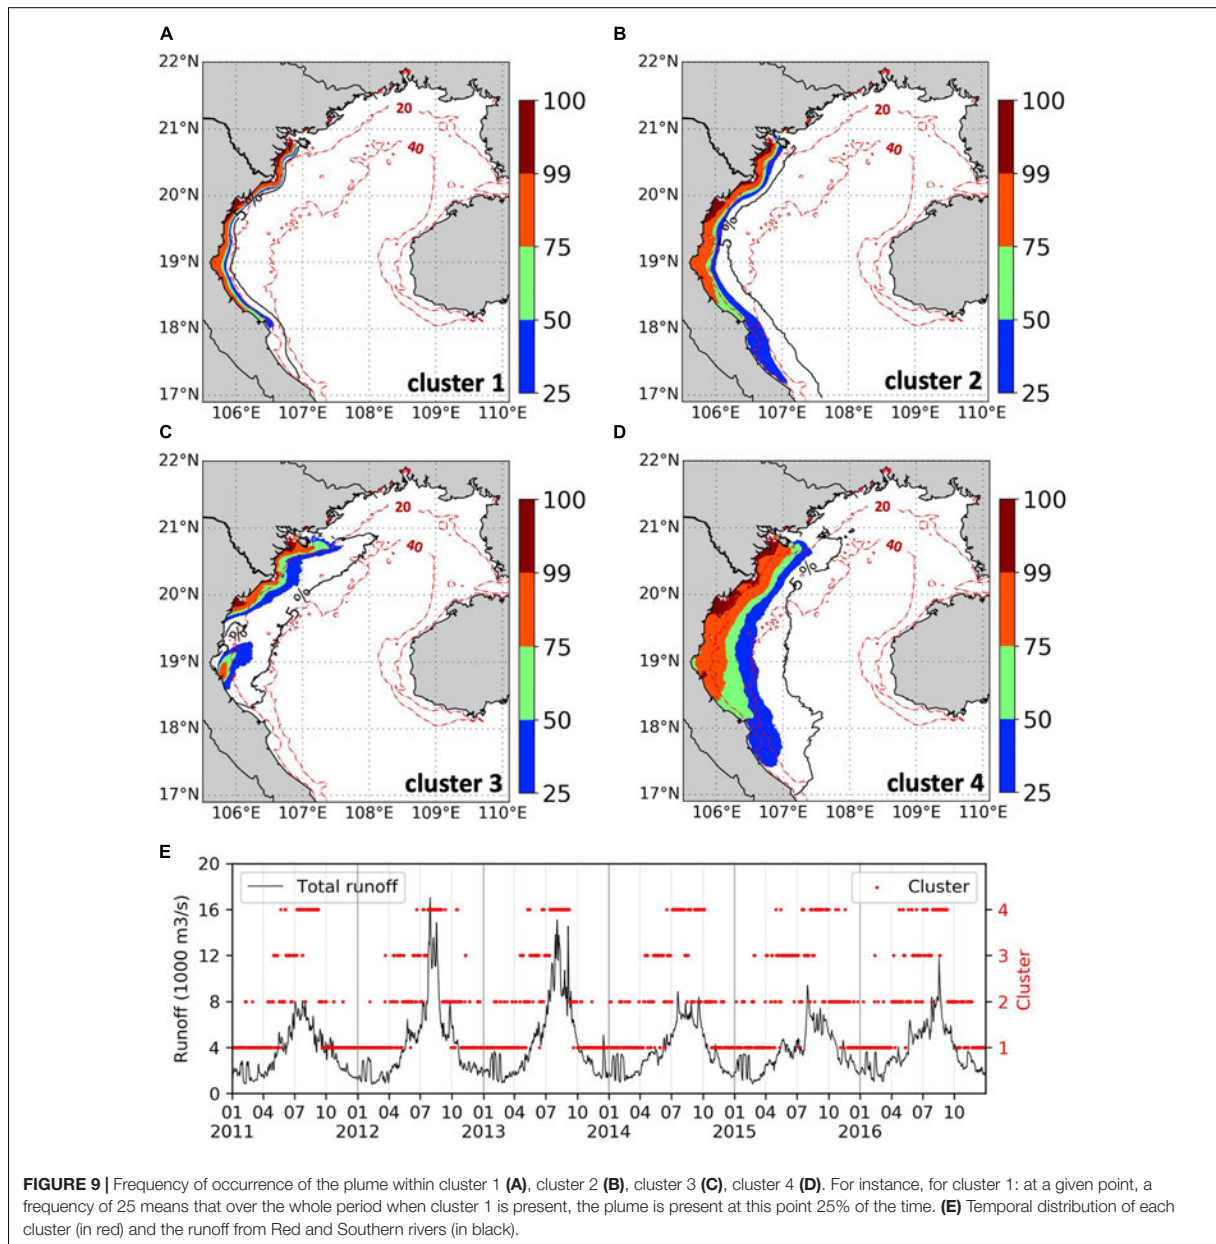 A
22°N
21°N
20°N
19°N
18°N
17°N
106°E 107°E 108°E 109°E 110°E
20
40
5 %
cluster 1
100
99
75
50
25
B
22°N
21°N
20°N
19°N
18°N
17°N
106°E 107°E 108°E 109°E 110°E
20
40
5 %
cluster 2
100
99
75
50
25
C
22°N
21°N
20°N
19°N
18°N
17°N
106°E 107°E 108°E 109°E 110°E
20
40
5 %
5 %
cluster 3
100
99
75
50
25
D
22°N
21°N
20°N
19°N
18°N
17°N
106°E 107°E 108°E 109°E 110°E
20
40
5 %
cluster 4
100
99
75
50
25
E
Runoff (1000 m3/s)
20
16
12
8
4
0
Total runoff
Cluster
4
3
2
1
Cluster
01 04 07 10 01 04 07 10 01 04 07 10 01 04 07 10 01 04 07 10 01 04 07 10
2011 2012 2013 2014 2015 2016
FIGURE 9 | Frequency of occurrence of the plume within cluster 1 (A), cluster 2 (B), cluster 3 (C), cluster 4 (D). For instance, for cluster 1: at a given point, a
frequency of 25 means that over the whole period when cluster 1 is present, the plume is present at this point 25% of the time. (E) Temporal distribution of each
cluster (in red) and the runoff from Red and Southern rivers (in black).